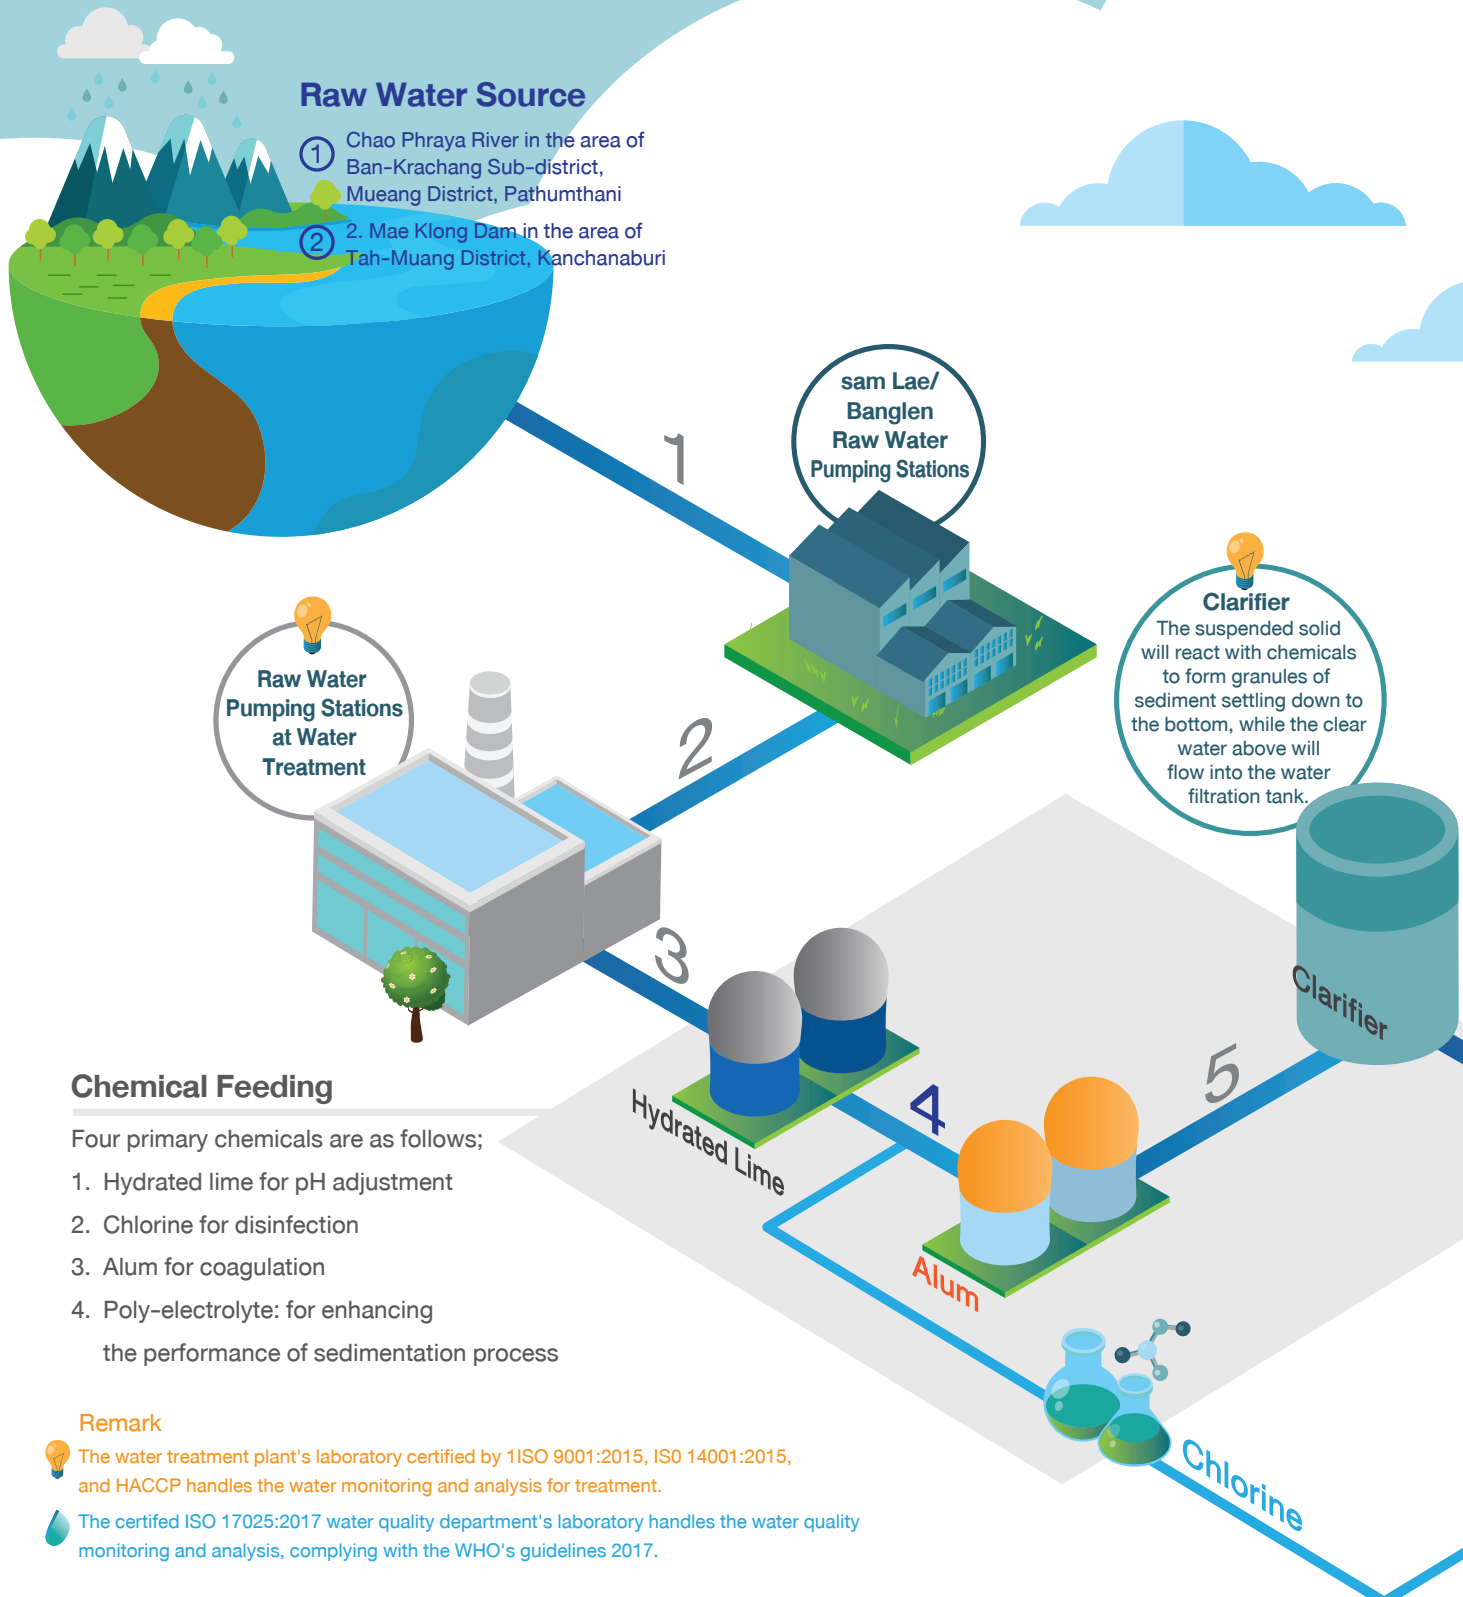 Raw Water Source
1 Chao Phraya River in the area of
Ban-Krachang Sub-district,
Mueang District, Pathumthani
2 2. Mae Klong Dam in the area of
Tah-Muang District, Kanchanaburi
1
sam Lae/
Banglen
Raw Water
Pumping Stations
Clarifier
The suspended solid
will react with chemicals
to form granules of
sediment settling down to
the bottom, while the clear
water above will
flow into the water
filtration tank.
Raw Water
Pumping Stations
at Water
Treatment
2
3
Clarifier
5
4
Hydrated Lime
Alum
Chlorine
Chemical Feeding
Four primary chemicals are as follows;
1. Hydrated lime for pH adjustment
2. Chlorine for disinfection
3. Alum for coagulation
4. Poly-electrolyte: for enhancing
the performance of sedimentation process
Remark
The water treatment plant's laboratory certified by 1ISO 9001:2015, IS0 14001:2015,
and HACCP handles the water monitoring and analysis for treatment.
The certifed ISO 17025:2017 water quality department's laboratory handles the water quality
monitoring and analysis, complying with the WHO's guidelines 2017.